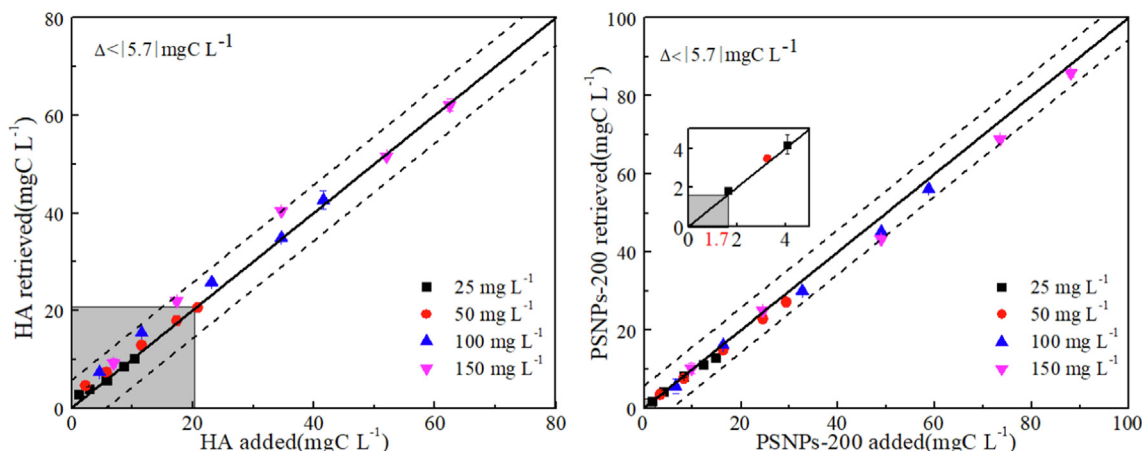 Δ<|5.7|mgC L⁻¹
HA retrieved(mgC L⁻¹)
80
60
40
20
0
0 20 40 60 80
HA added(mgC L⁻¹)
25 mg L⁻¹
50 mg L⁻¹
100 mg L⁻¹
150 mg L⁻¹
Δ<|5.7|mgC L⁻¹
PSNPs-200 retrieved(mgC L⁻¹)
100
80
60
40
20
0
0 20 40 60 80 100
PSNPs-200 added(mgC L⁻¹)
4
2
0
0 1.7 2 4
25 mg L⁻¹
50 mg L⁻¹
100 mg L⁻¹
150 mg L⁻¹